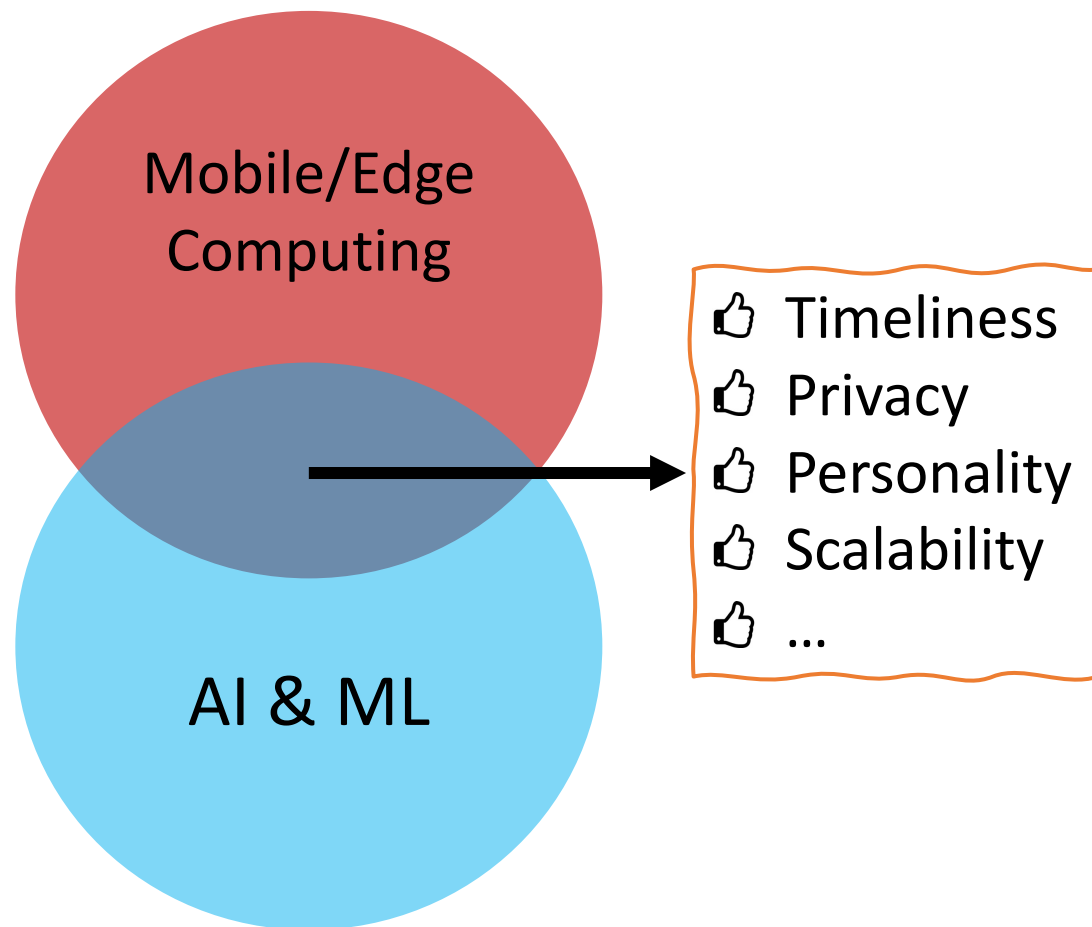 Mobile/Edge
Computing
Timeliness
Privacy
Personality
Scalability
...
AI & ML